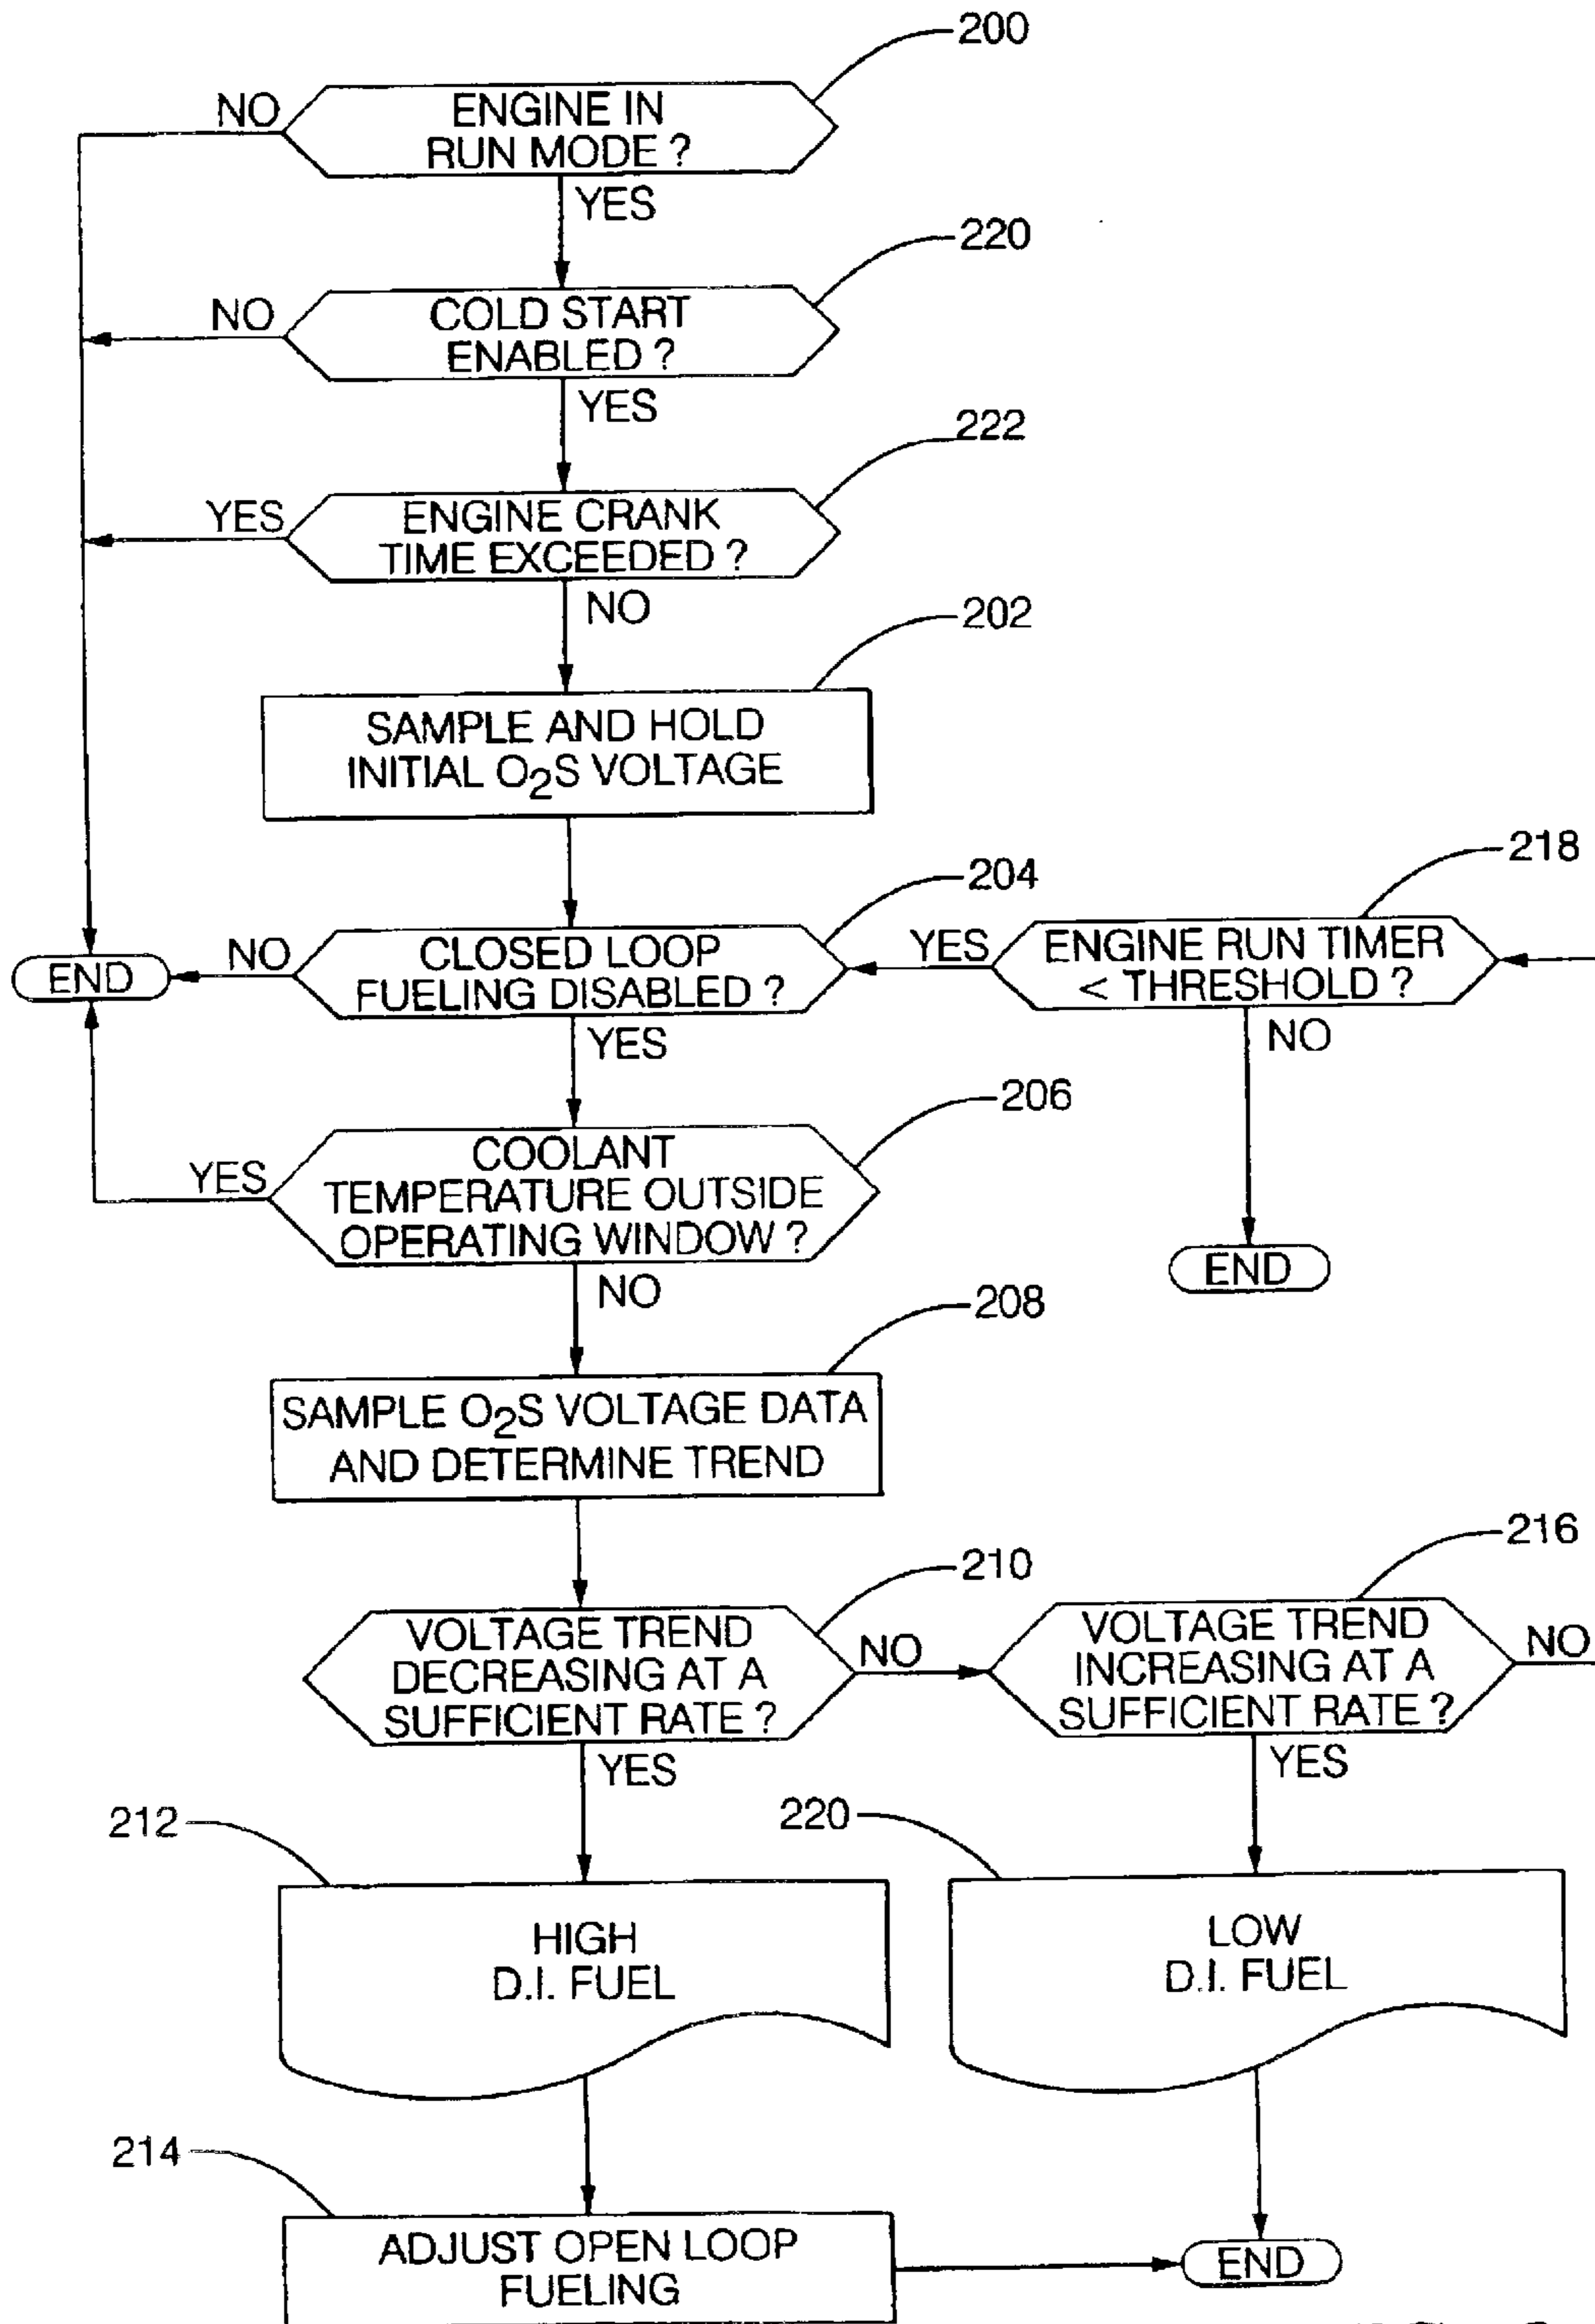 200
NO
ENGINE IN
RUN MODE ?
YES
220
NO
COLD START
ENABLED ?
YES
222
YES
ENGINE CRANK
TIME EXCEEDED ?
NO
202
SAMPLE AND HOLD
INITIAL O2S VOLTAGE
204
218
END
NO
CLOSED LOOP
FUELING DISABLED ?
YES
ENGINE RUN TIMER
< THRESHOLD ?
YES
NO
206
YES
COOLANT
TEMPERATURE OUTSIDE
OPERATING WINDOW ?
END
NO
208
SAMPLE O2S VOLTAGE DATA
AND DETERMINE TREND
210
216
VOLTAGE TREND
DECREASING AT A
SUFFICIENT RATE ?
NO
VOLTAGE TREND
INCREASING AT A
SUFFICIENT RATE ?
NO
YES
YES
212
220
HIGH
D.I. FUEL
LOW
D.I. FUEL
214
ADJUST OPEN LOOP
FUELING
END